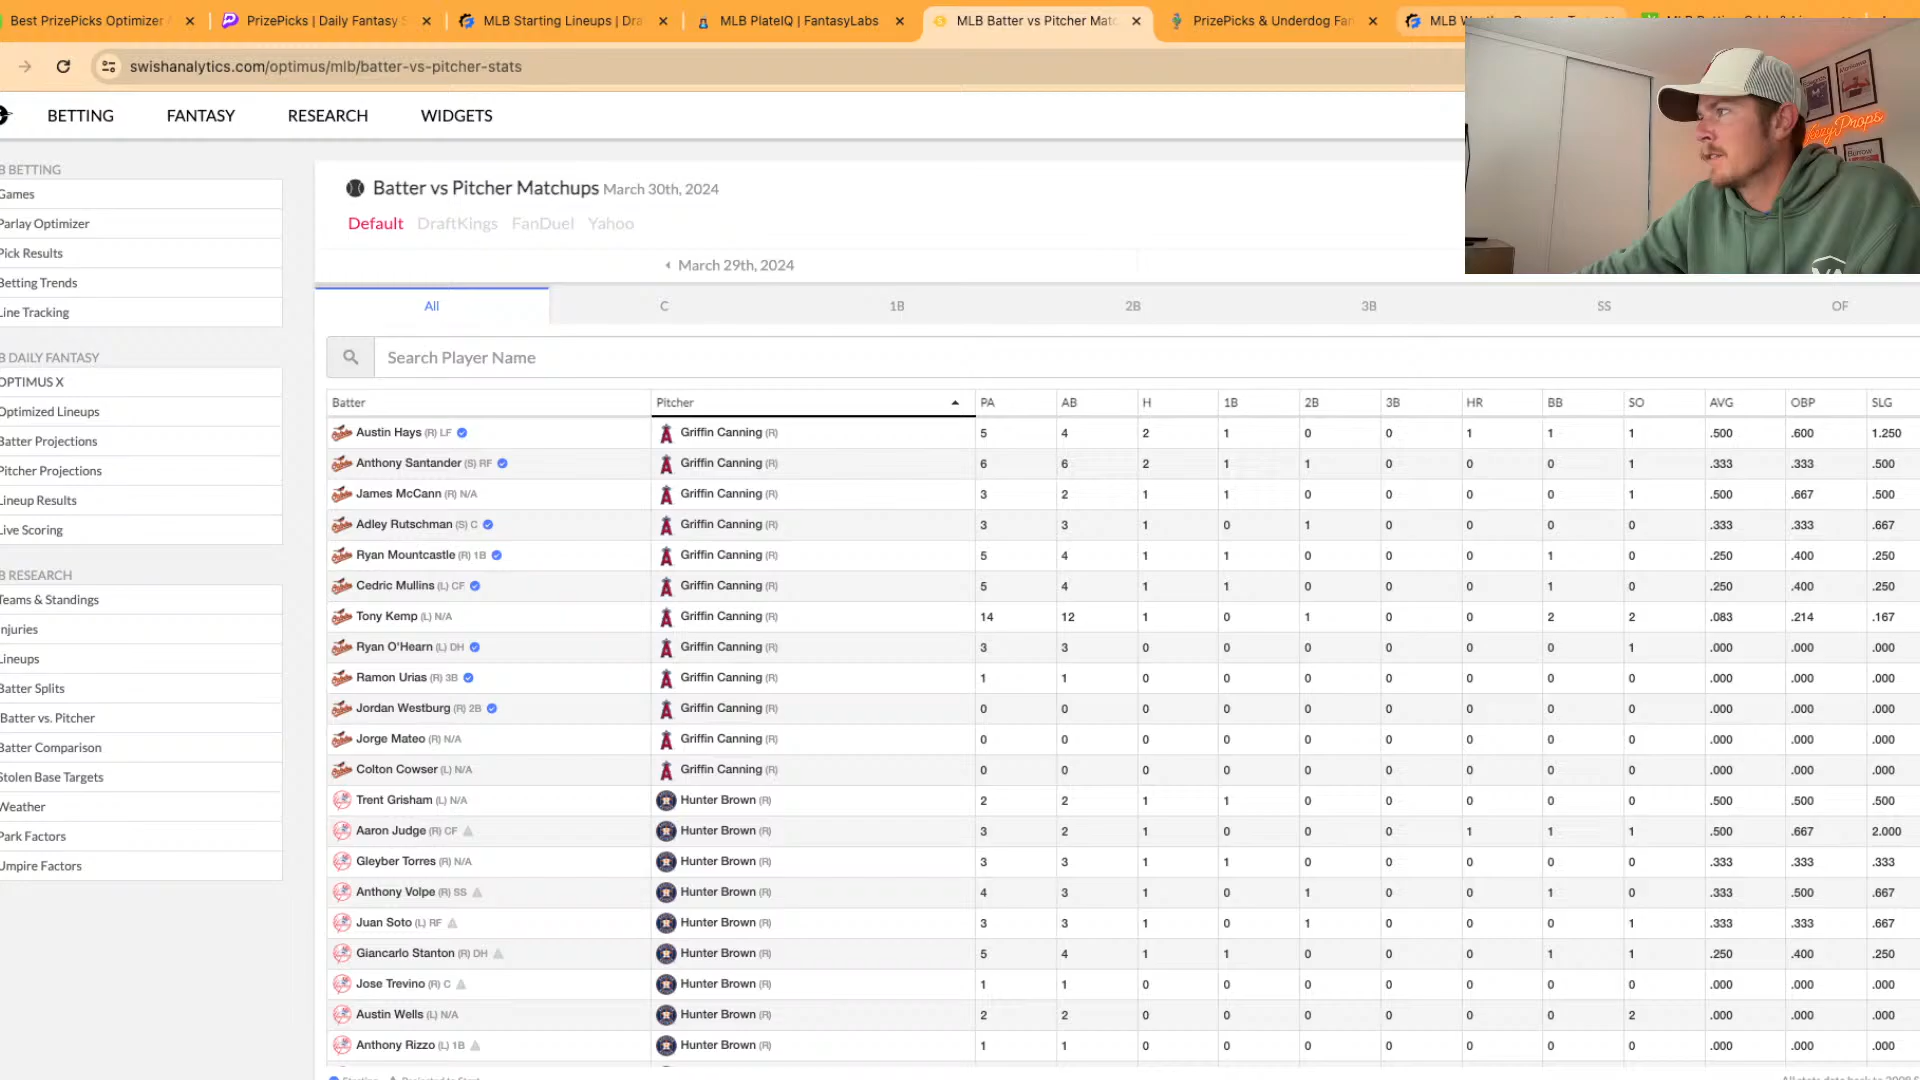 Best PrizePicks Optimizer
PrizePicks | Daily Fantasy S
MLB Starting Lineups | Dra
MLB PlateIQ | FantasyLabs
MLB Batter vs Pitcher Matc
PrizePicks & Underdog Fan
swishanalytics.com/optimus/mlb/batter-vs-pitcher-stats
BETTING FANTASY RESEARCH WIDGETS
B BETTING
Games
Parlay Optimizer
Pick Results
Betting Trends
Line Tracking
B DAILY FANTASY
OPTIMUS X
Optimized Lineups
Batter Projections
Pitcher Projections
Lineup Results
Live Scoring
B RESEARCH
Teams & Standings
Injuries
Lineups
Batter Splits
Batter vs. Pitcher
Batter Comparison
Stolen Base Targets
Weather
Park Factors
Umpire Factors
Batter vs Pitcher Matchups March 30th, 2024
Default DraftKings FanDuel Yahoo
March 29th, 2024
All C 1B 2B 3B SS OF
Search Player Name
Batter Pitcher PA AB H 1B 2B 3B HR BB SO AVG OBP SLG
Austin Hays (R) LF Griffin Canning (R) 5 4 2 1 0 0 1 1 1 .500 .600 1.250
Anthony Santander (S) RF Griffin Canning (R) 6 6 2 1 1 0 0 0 1 .333 .333 .500
James McCann (R) N/A Griffin Canning (R) 3 2 1 1 0 0 0 0 1 .500 .667 .500
Adley Rutschman (S) C Griffin Canning (R) 3 3 1 0 1 0 0 0 0 .333 .333 .667
Ryan Mountcastle (R) 1B Griffin Canning (R) 5 4 1 1 0 0 0 1 0 .250 .400 .250
Cedric Mullins (L) CF Griffin Canning (R) 5 4 1 1 0 0 0 1 0 .250 .400 .250
Tony Kemp (L) N/A Griffin Canning (R) 14 12 1 0 1 0 0 2 2 .083 .214 .167
Ryan O'Hearn (L) DH Griffin Canning (R) 3 3 0 0 0 0 0 0 1 .000 .000 .000
Ramon Urias (R) 3B Griffin Canning (R) 1 1 0 0 0 0 0 0 0 .000 .000 .000
Jordan Westburg (R) 2B Griffin Canning (R) 0 0 0 0 0 0 0 0 0 .000 .000 .000
Jorge Mateo (R) N/A Griffin Canning (R) 0 0 0 0 0 0 0 0 0 .000 .000 .000
Colton Cowser (L) N/A Griffin Canning (R) 0 0 0 0 0 0 0 0 0 .000 .000 .000
Trent Grisham (L) N/A Hunter Brown (R) 2 2 1 1 0 0 0 0 0 .500 .500 .500
Aaron Judge (R) CF Hunter Brown (R) 3 2 1 0 0 0 1 1 1 .500 .667 2.000
Gleyber Torres (R) N/A Hunter Brown (R) 3 3 1 1 0 0 0 0 0 .333 .333 .333
Anthony Volpe (R) SS Hunter Brown (R) 4 3 1 0 1 0 0 1 0 .333 .500 .667
Juan Soto (L) RF Hunter Brown (R) 3 3 1 0 1 0 0 0 1 .333 .333 .667
Giancarlo Stanton (R) DH Hunter Brown (R) 5 4 1 1 0 0 0 1 1 .250 .400 .250
Jose Trevino (R) C Hunter Brown (R) 1 1 0 0 0 0 0 0 0 .000 .000 .000
Austin Wells (L) N/A Hunter Brown (R) 2 2 0 0 0 0 0 0 2 .000 .000 .000
Anthony Rizzo (L) 1B Hunter Brown (R) 1 1 0 0 0 0 0 0 0 .000 .000 .000